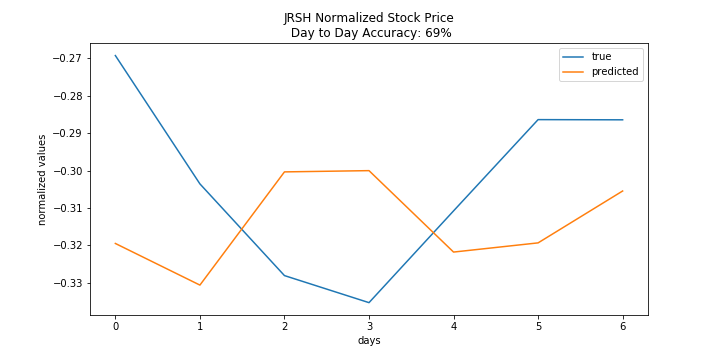 JRSH Normalized Stock Price
Day to Day Accuracy: 69%
true
predicted
normalized values
−0.27
−0.28
−0.29
−0.30
−0.31
−0.32
−0.33
0 1 2 3 4 5 6
days